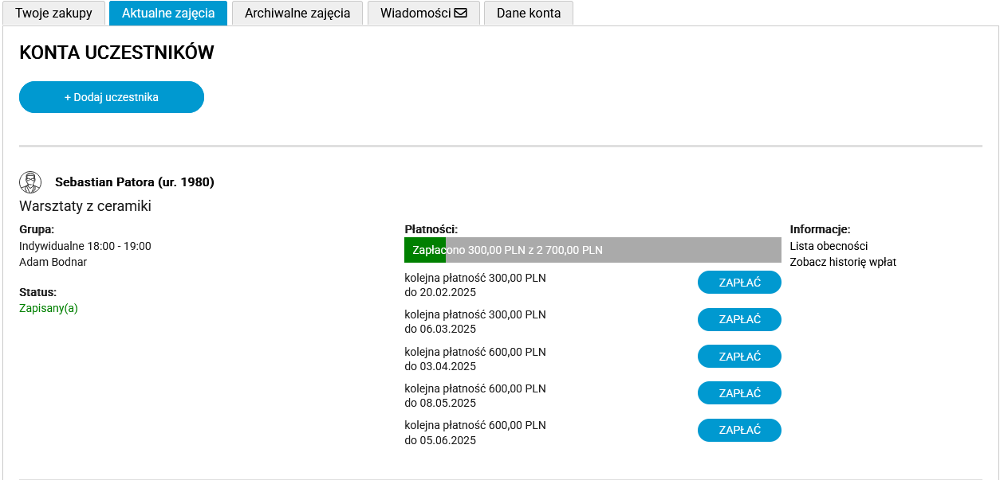 Twoje zakupy
Aktualne zajęcia
Archiwalne zajęcia
Wiadomości
Dane konta
KONTA UCZESTNIKÓW
+ Dodaj uczestnika
Sebastian Patora (ur. 1980)
Warsztaty z ceramiki
Grupa:
Indywidualne 18:00 - 19:00
Adam Bodnar
Status:
Zapisany(a)
Płatności:
Zapłacono 300,00 PLN z 2 700,00 PLN
kolejna płatność 300,00 PLN
do 20.02.2025
ZAPŁAĆ
kolejna płatność 300,00 PLN
do 06.03.2025
ZAPŁAĆ
kolejna płatność 600,00 PLN
do 03.04.2025
ZAPŁAĆ
kolejna płatność 600,00 PLN
do 08.05.2025
ZAPŁAĆ
kolejna płatność 600,00 PLN
do 05.06.2025
ZAPŁAĆ
Informacje:
Lista obecności
Zobacz historię wpłat